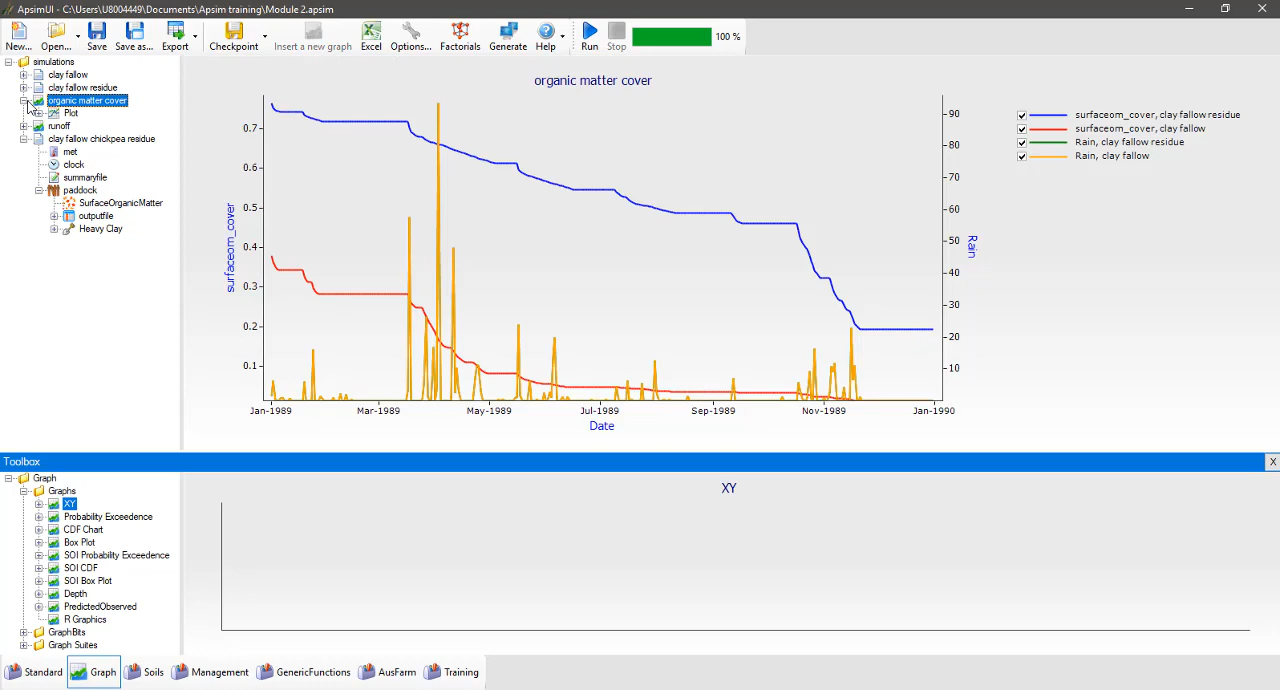 ApsimUI - C:\Users\U8004449\Documents\Apsim training\Module 2.apsim
New... Open... Save Save as... Export Checkpoint Insert a new graph Excel Options... Factorials Generate Help Run Stop 100 %
simulations
clay fallow
clay fallow residue
organic matter cover
Plot
runoff
clay fallow chickpea residue
met
clock
summaryfile
paddock
SurfaceOrganicMatter
outputfile
Heavy Clay
organic matter cover
surfaceom_cover
0.7
0.6
0.5
0.4
0.3
0.2
0.1
Jan-1989 Mar-1989 May-1989 Jul-1989 Sep-1989 Nov-1989 Jan-1990
Date
90
80
70
60
50
40
30
20
10
Rain
surfaceom_cover, clay fallow residue
surfaceom_cover, clay fallow
Rain, clay fallow residue
Rain, clay fallow
Toolbox X
Graph
Graphs
XY
Probability Exceedence
CDF Chart
Box Plot
SOI Probability Exceedence
SOI CDF
SOI Box Plot
Depth
PredictedObserved
R Graphics
GraphBits
Graph Suites
XY
Standard Graph Soils Management GenericFunctions AusFarm Training